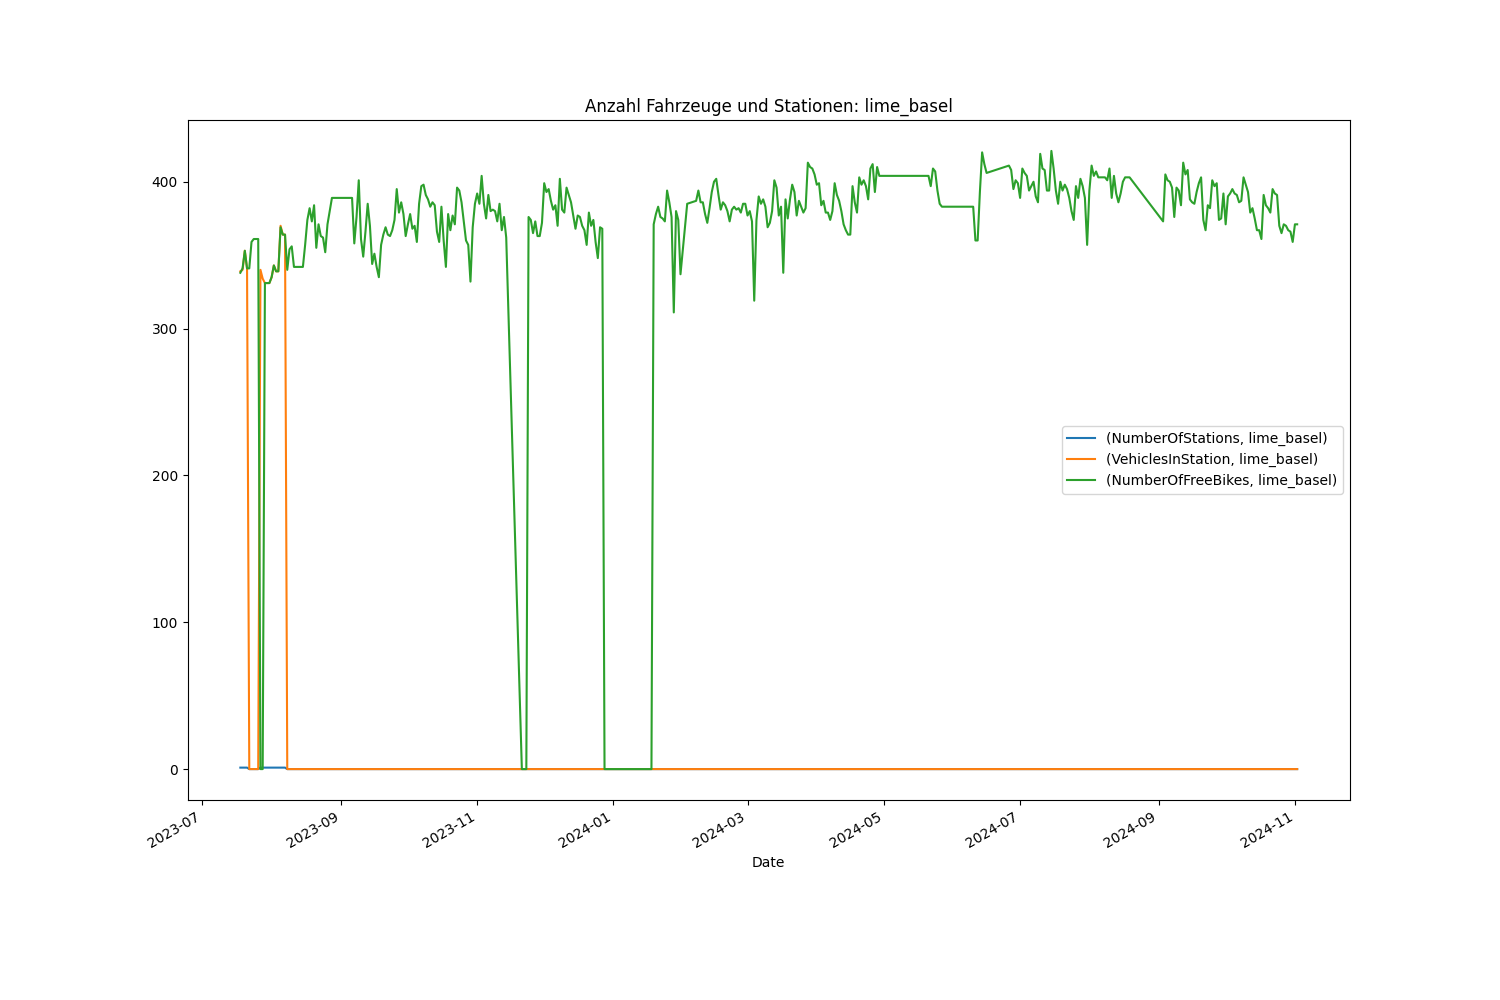 Anzahl Fahrzeuge und Stationen: lime_basel
400
300
200
100
0
(NumberOfStations, lime_basel)
(VehiclesInStation, lime_basel)
(NumberOfFreeBikes, lime_basel)
2023-07
2023-09
2023-11
2024-01
2024-03
2024-05
2024-07
2024-09
2024-11
Date